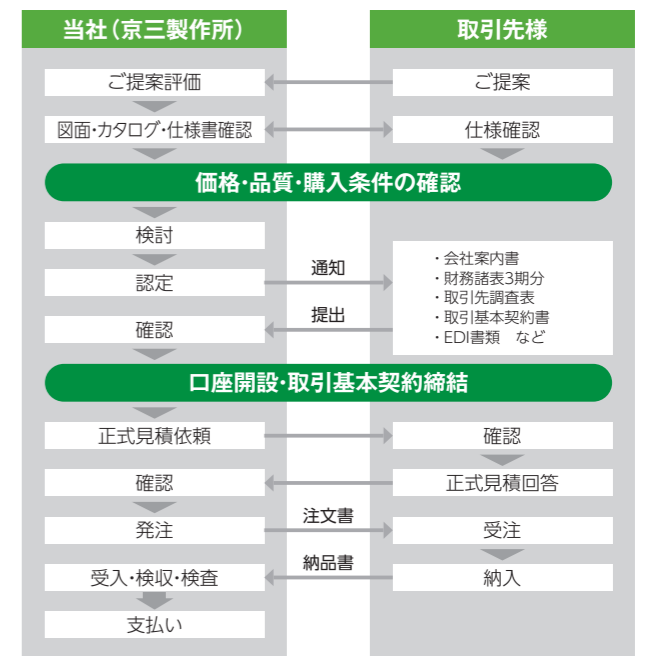 当社（京三製作所）
取引先様
ご提案評価
ご提案
図面・カタログ・仕様書確認
仕様確認
価格・品質・購入条件の確認
検討
認定
通知
・会社案内書
・財務諸表3期分
・取引先調査表
・取引基本契約書
・EDI書類　など
提出
確認
口座開設・取引基本契約締結
正式見積依頼
確認
確認
正式見積回答
発注
注文書
受注
受入・検収・検査
納品書
納入
支払い